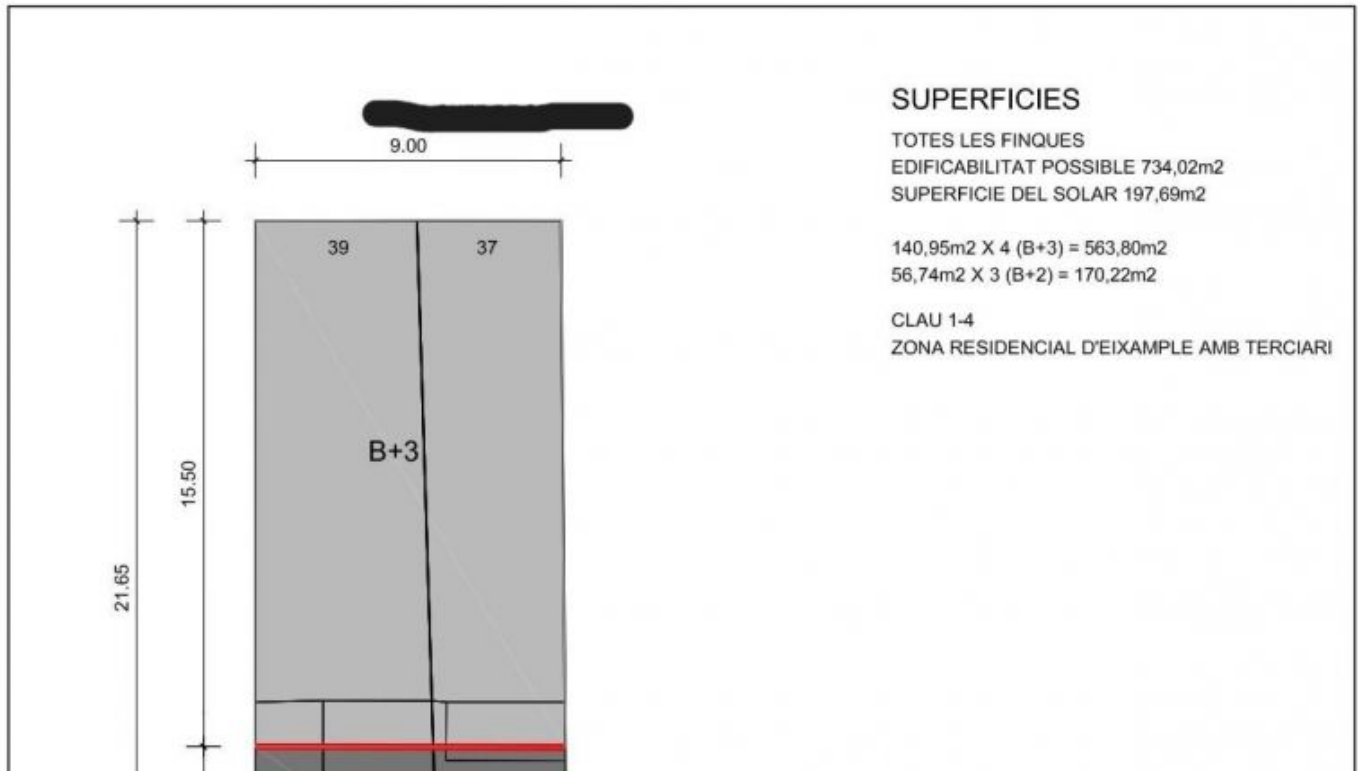 SUPERFICIES
TOTES LES FINQUES
EDIFICABILITAT POSSIBLE 734,02m2
SUPERFICIE DEL SOLAR 197,69m2
140,95m2 X 4 (B+3) = 563,80m2
56,74m2 X 3 (B+2) = 170,22m2
CLAU 1-4
ZONA RESIDENCIAL D'EIXAMPLE AMB TERCIARI
9.00
39
37
B+3
15.50
21.65